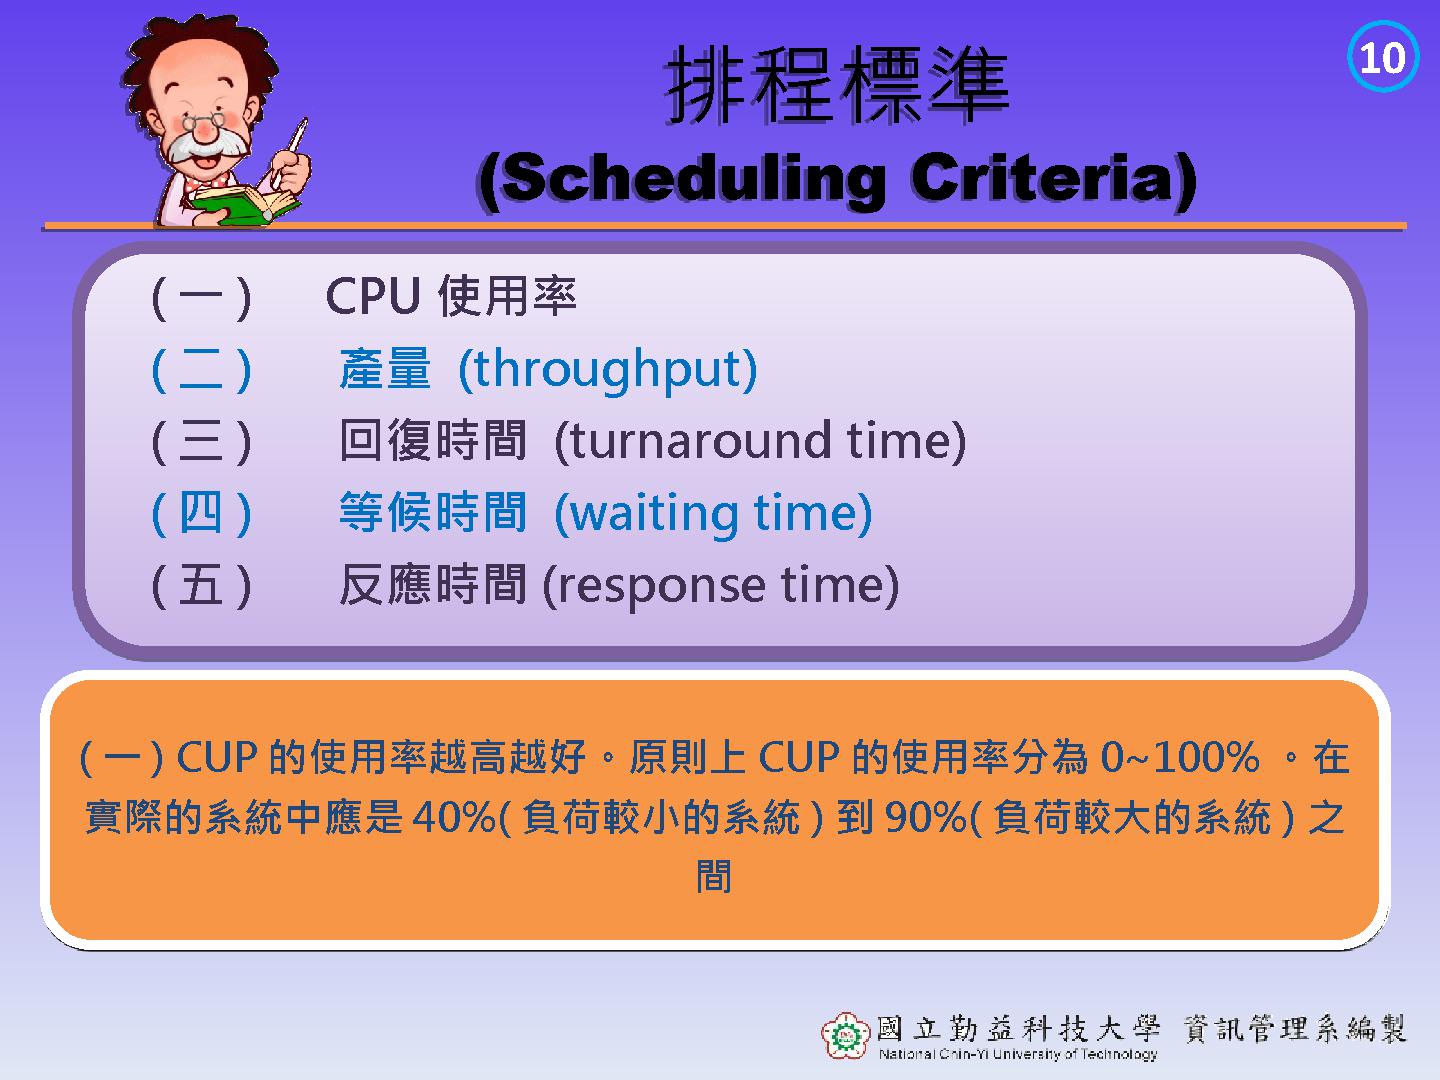 10
排程標準
(Scheduling Criteria)
(一) CPU 使用率
(二) 產量 (throughput)
(三) 回復時間 (turnaround time)
(四) 等候時間 (waiting time)
(五) 反應時間 (response time)
(一) CUP 的使用率越高越好。原則上 CUP 的使用率分為 0~100% 。在
實際的系統中應是 40%( 負荷較小的系統 ) 到 90%( 負荷較大的系統 ) 之
間
國立勤益科技大學 資訊管理系編製
National Chin-Yi University of Technology